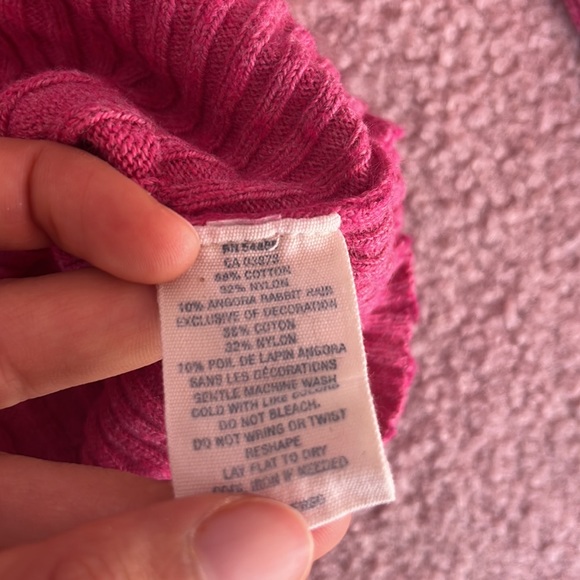 58% COTTON
32% NYLON
10% ANGORA RABBIT HAIR
EXCLUSIVE OF DECORATION
58% COTON
32% NYLON
10% POIL DE LAPIN ANGORA
SANS LES DÉCORATIONS
GENTLE MACHINE WASH
COLD WITH LIKE COLORS
DO NOT BLEACH.
DO NOT WRING OR TWIST
RESHAPE
LAY FLAT TO DRY
COOL IRON IF NEEDED